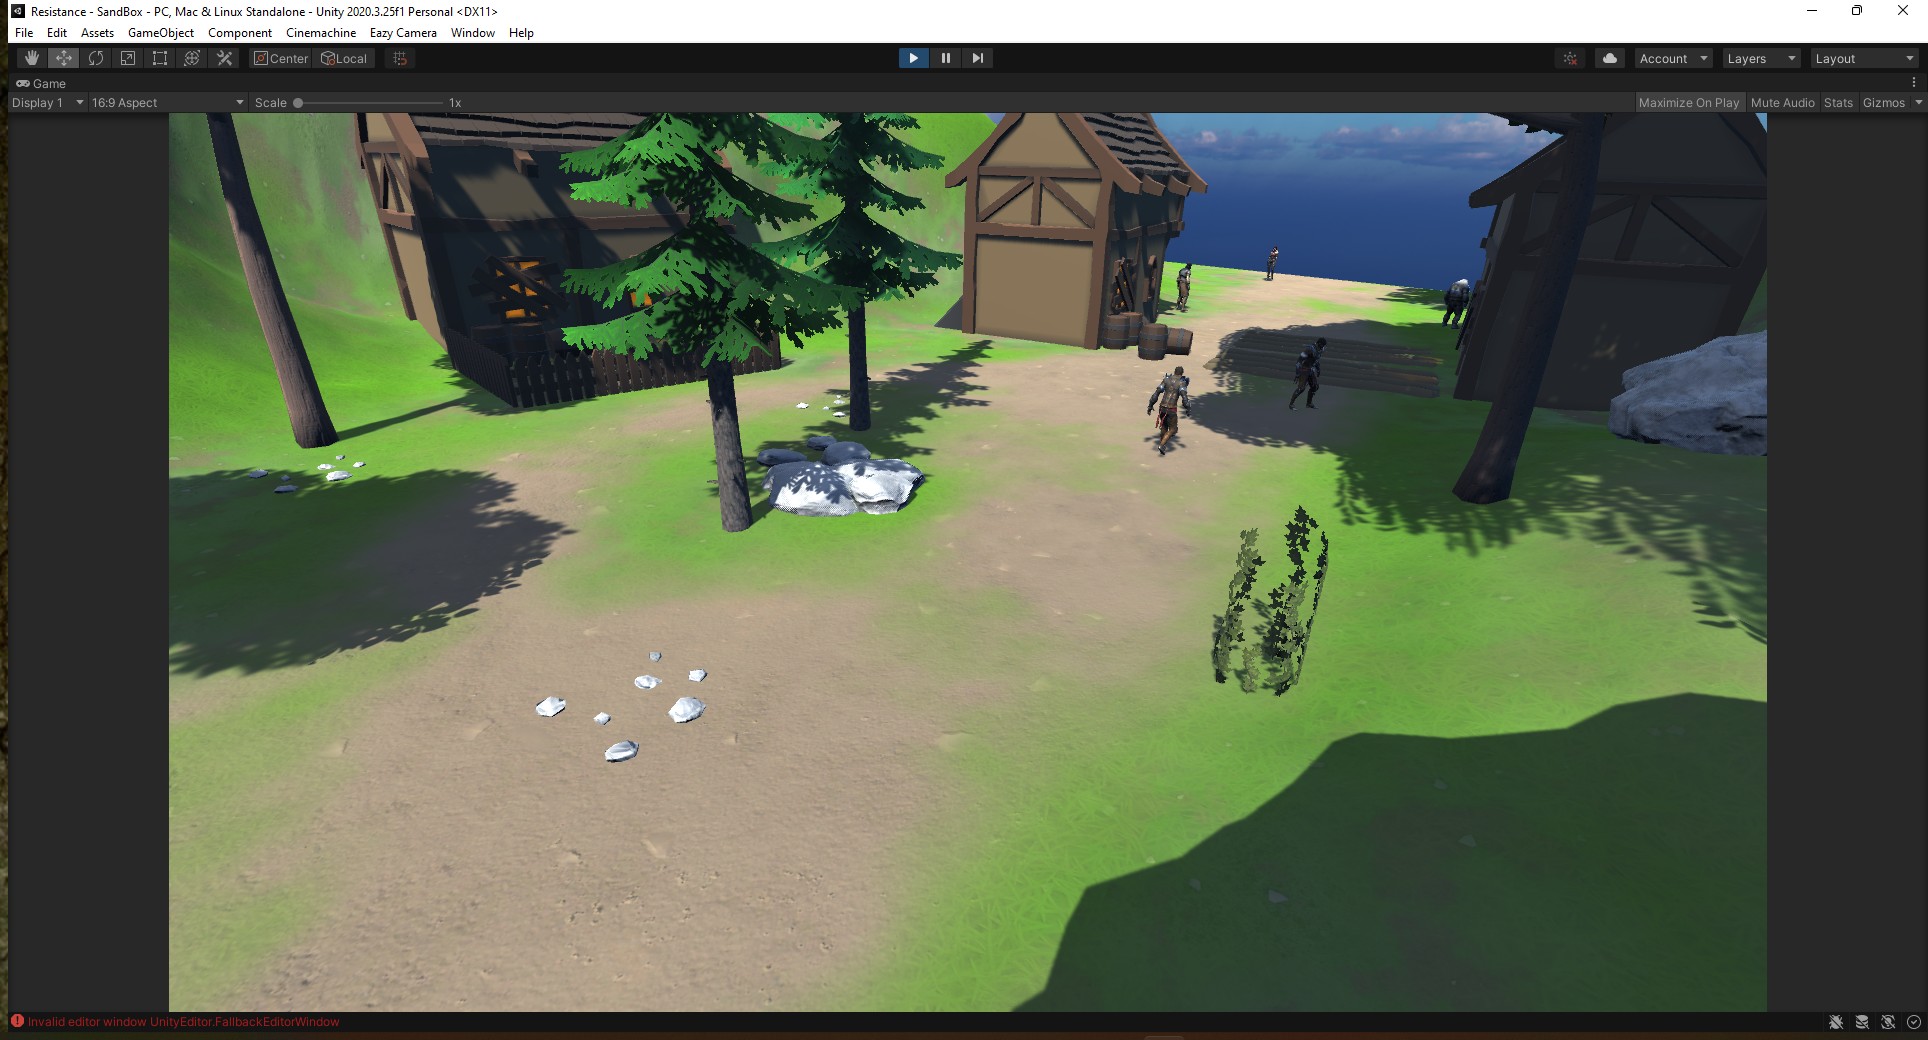 Resistance - SandBox - PC, Mac & Linux Standalone - Unity 2020.3.25f1 Personal <DX11>
File Edit Assets GameObject Component Cinemachine Eazy Camera Window Help
Center Local Account Layers Layout
Game
Display 1 16:9 Aspect Scale 1x Maximize On Play Mute Audio Stats Gizmos
Invalid editor window UnityEditor.FallbackEditorWindow